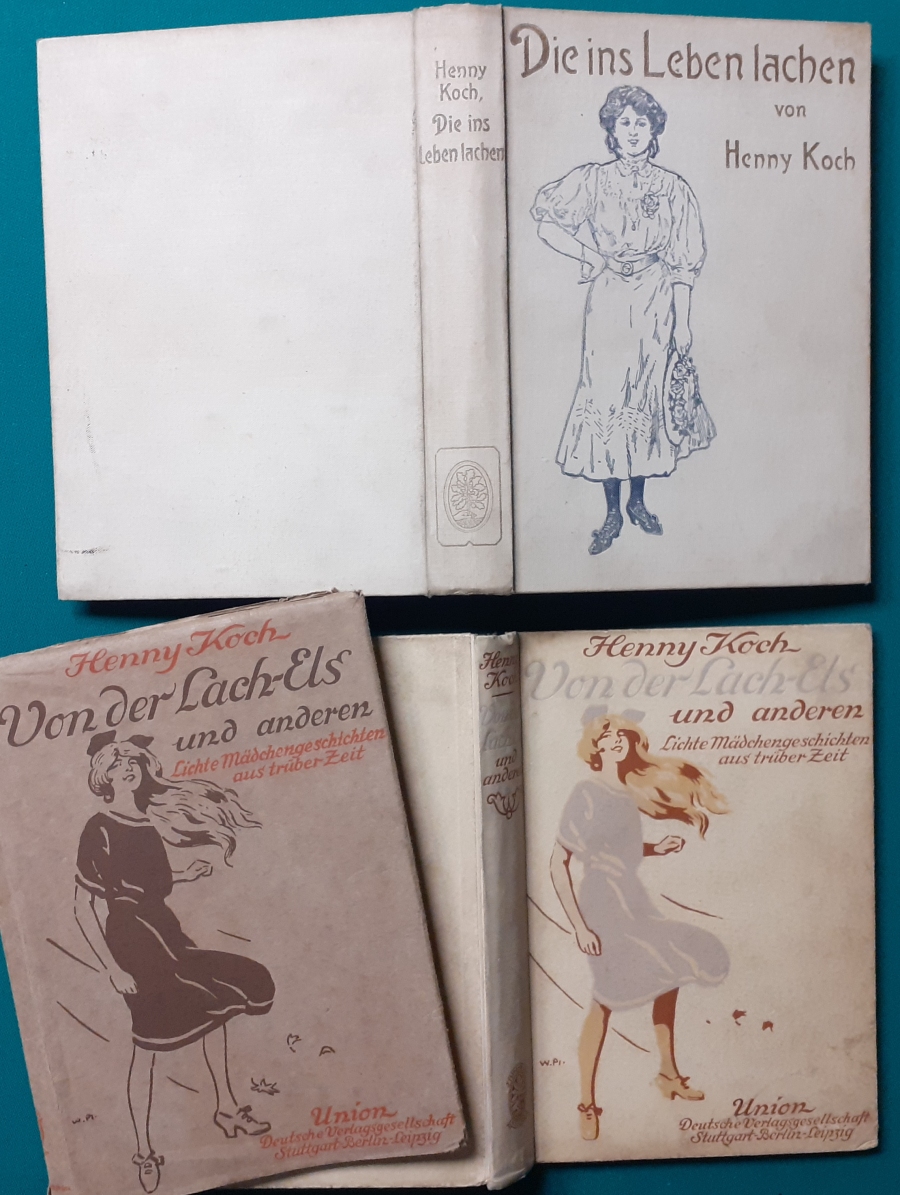 Henny
Koch,
Die ins
Leben lachen
Die ins Leben lachen
von
Henny Koch
Henny Koch
Von der Lach-Els
und anderen
Lichte Mädchengeschichten
aus trüber Zeit
W. Pl.
Union
Deutsche Verlagsgesellschaft
Stuttgart-Berlin-Leipzig
Henny
Koch
und
anderen
Henny Koch
Von der Lach-Els
und anderen
Lichte Mädchengeschichten
aus trüber Zeit
W. Pl.
Union
Deutsche Verlagsgesellschaft
Stuttgart-Berlin-Leipzig